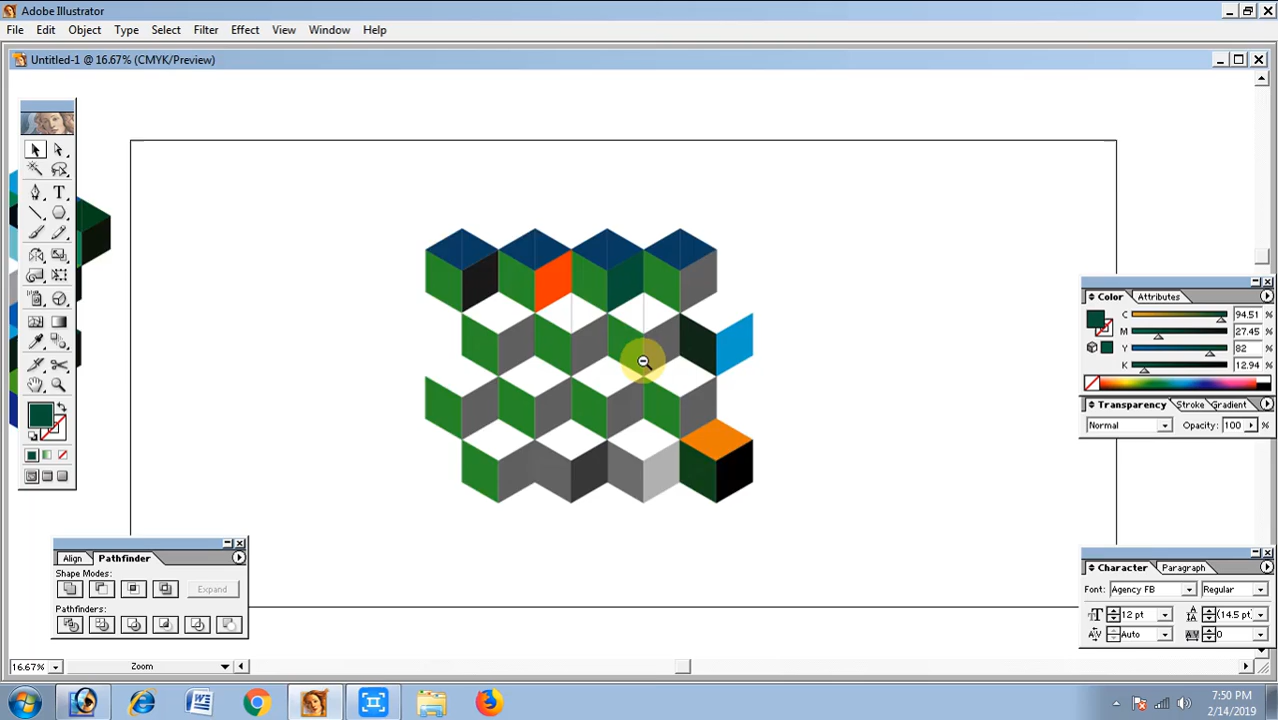 Adobe Illustrator
File Edit Object Type Select Filter Effect View Window Help
Untitled-1 @ 16.67% (CMYK/Preview)
T
Color Attributes
C 94.51
M 27.45
Y 82
K 12.94 %
Transparency Stroke Gradient
Normal Opacity: 100 %
Align Pathfinder
Shape Modes:
Expand
Pathfinders:
Character Paragraph
Font: Agency FB Regular
12 pt (14.5 pt)
Auto 0
16.67% Zoom
7:50 PM
2/14/2019